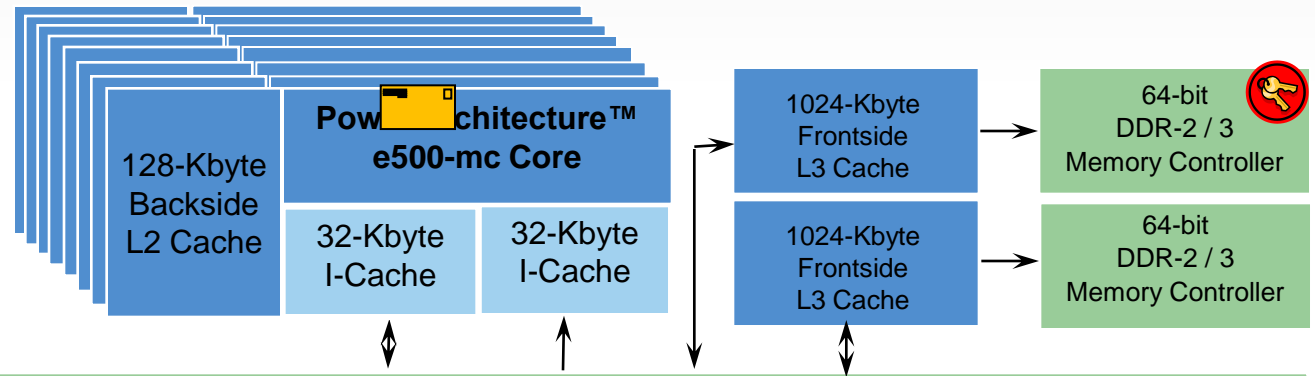 128-Kbyte
Backside
L2 Cache
Pow chitecture™
e500-mc Core
32-Kbyte
I-Cache
32-Kbyte
I-Cache
1024-Kbyte
Frontside
L3 Cache
1024-Kbyte
Frontside
L3 Cache
64-bit
DDR-2 / 3
Memory Controller
64-bit
DDR-2 / 3
Memory Controller